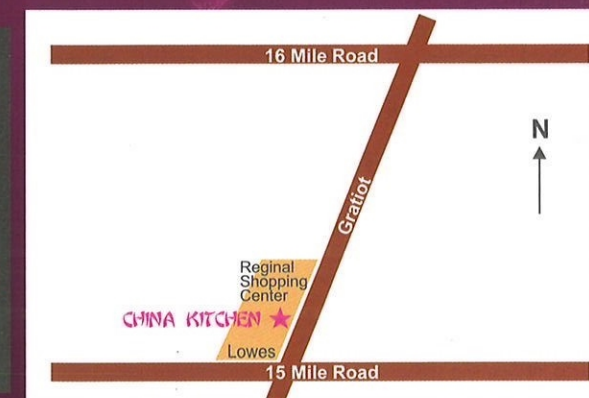 16 Mile Road
N
Gratiot
Reginal
Shopping
Center
CHINA KITCHEN
Lowes
15 Mile Road